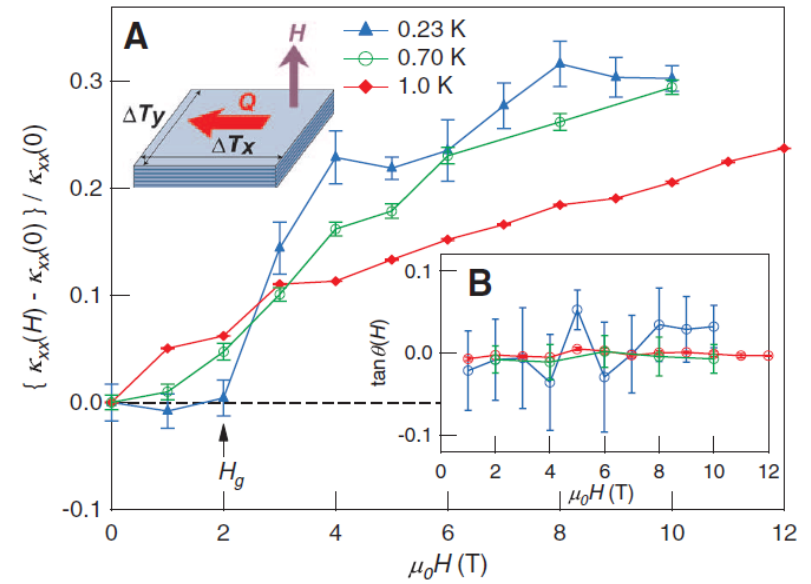 A
H
Q
ΔTy
ΔTx
0.23 K
0.70 K
1.0 K
{ κxx(H) - κxx(0) } / κxx(0)
0.3
0.2
0.1
0.0
-0.1
Hg
0 2 4 6 8 10 12
μ0H (T)
B
tanθ(H)
0.1
0.0
-0.1
0 2 4 6 8 10 12
μ0H (T)